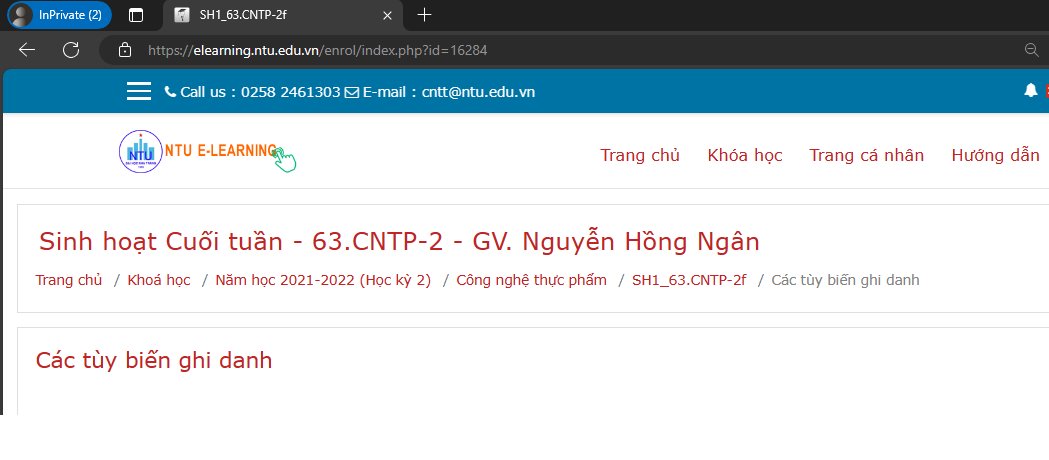 InPrivate (2)
SH1_63.CNTP-2f
https://elearning.ntu.edu.vn/enrol/index.php?id=16284
Call us : 0258 2461303 E-mail : cntt@ntu.edu.vn
NTU
NTU E-LEARNING
Trang chủ Khóa học Trang cá nhân Hướng dẫn
Sinh hoạt Cuối tuần - 63.CNTP-2 - GV. Nguyễn Hồng Ngân
Trang chủ / Khoá học / Năm học 2021-2022 (Học kỳ 2) / Công nghệ thực phẩm / SH1_63.CNTP-2f / Các tùy biến ghi danh
Các tùy biến ghi danh